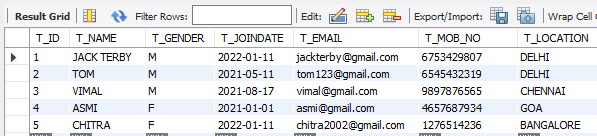 Result Grid Filter Rows: Edit: Export/Import: Wrap Cell C
T_ID T_NAME T_GENDER T_JOINDATE T_EMAIL T_MOB_NO T_LOCATION
1 JACK TERBY M 2022-01-11 jackterby@gmail.com 6753429807 DELHI
2 TOM M 2021-05-11 tom123@gmail.com 6545432319 DELHI
3 VIMAL M 2021-08-17 vimal@gmail.com 9897876565 CHENNAI
4 ASMI F 2021-01-01 asmi@gmail.com 4657687934 GOA
5 CHITRA F 2022-01-11 chitra2002@gmail.com 1276514236 BANGALORE